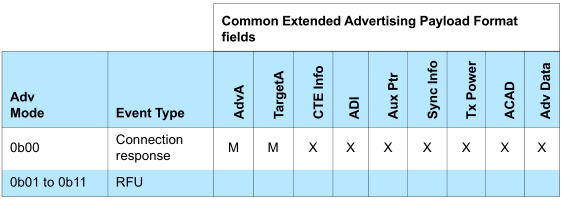 Common Extended Advertising Payload Format
fields
Adv
Mode
Event Type
AdvA
TargetA
CTE Info
ADI
Aux Ptr
Sync Info
Tx Power
ACAD
Adv Data
0b00
Connection
response
M M X X X X X X X
0b01 to 0b11 RFU